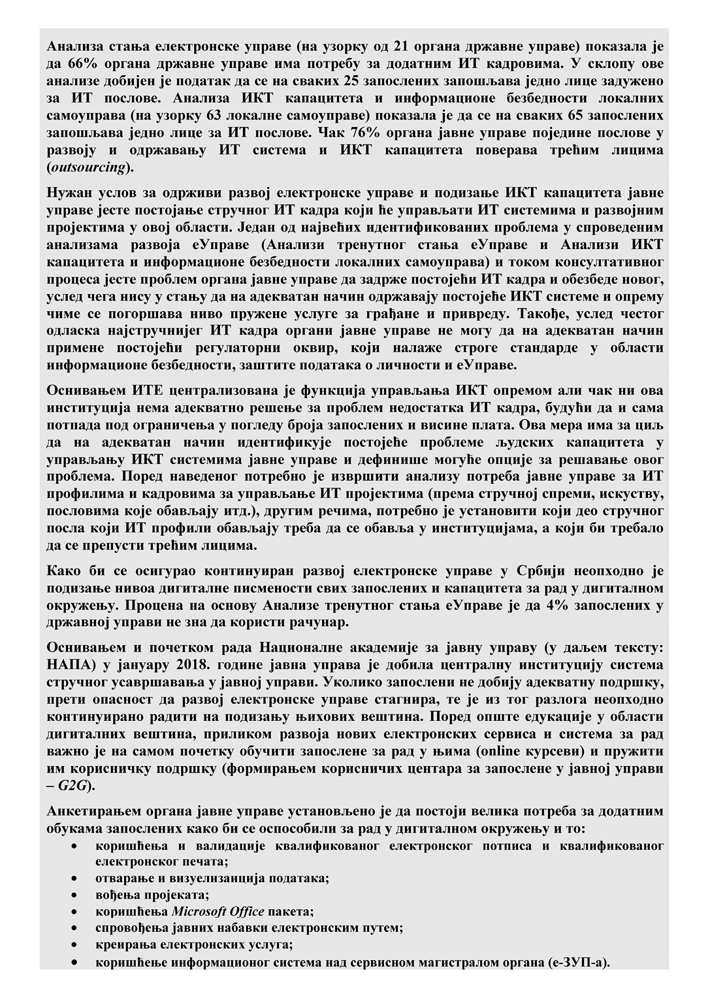 Анализа стања електронске управе (на узорку од 21 органа државне управе) показала је
да 66% органа државне управе има потребу за додатним ИТ кадровима. У склопу ове
анализе добијен је податак да се на сваких 25 запослених запошљава једно лице задужено
за ИТ послове. Анализа ИКТ капацитета и информационе безбедности локалних
самоуправа (на узорку 63 локалне самоуправе) показала је да се на сваких 65 запослених
запошљава једно лице за ИТ послове. Чак 76% органа јавне управе поједине послове у
развоју и одржавању ИТ система и ИКТ капацитета поверава трећим лицима
(outsourcing).
Нужан услов за одрживи развој електронске управе и подизање ИКТ капацитета јавне
управе јесте постојање стручног ИТ кадра који ће управљати ИТ системима и развојним
пројектима у овој области. Један од највећих идентификованих проблема у спроведеним
анализама развоја еУправе (Анализи тренутног стања еУправе и Анализи ИКТ
капацитета и информационе безбедности локалних самоуправа) и током консултативног
процеса јесте проблем органа јавне управе да задрже постојећи ИТ кадра и обезбеде новог,
услед чега нису у стању да на адекватан начин одржавају постојеће ИКТ системе и опрему
чиме се погоршава ниво пружене услуге за грађане и привреду. Такође, услед честог
одласка најстручнијег ИТ кадра органи јавне управе не могу да на адекватан начин
примене постојећи регулаторни оквир, који налаже строге стандарде у области
информационе безбедности, заштите података о личности и еУправе.
Оснивањем ИТЕ централизована је функција управљања ИКТ опремом али чак ни ова
институција нема адекватно решење за проблем недостатка ИТ кадра, будући да и сама
потпада под ограничења у погледу броја запослених и висине плата. Ова мера има за циљ
да на адекватан начин идентификује постојеће проблеме људских капацитета у
управљању ИКТ системима јавне управе и дефинише могуће опције за решавање овог
проблема. Поред наведеног потребно је извршити анализу потреба јавне управе за ИТ
профилима и кадровима за управљање ИТ пројектима (према стручној спреми, искуству,
пословима које обављају итд.), другим речима, потребно је установити који део стручног
посла који ИТ профили обављају треба да се обавља у институцијама, а који би требало
да се препусти трећим лицима.
Како би се осигурао континуиран развој електронске управе у Србији неопходно је
подизање нивоа дигиталне писмености свих запослених и капацитета за рад у дигиталном
окружењу. Процена на основу Анализе тренутног стања еУправе је да 4% запослених у
државној управи не зна да користи рачунар.
Оснивањем и почетком рада Националне академије за јавну управу (у даљем тексту:
НАПА) у јануару 2018. године јавна управа је добила централну институцију система
стручног усавршавања у јавној управи. Уколико запослени не добију адекватну подршку,
прети опасност да развој електронске управе стагнира, те је из тог разлога неопходно
континуирано радити на подизању њихових вештина. Поред опште едукације у области
дигиталних вештина, приликом развоја нових електронских сервиса и система за рад
важно је на самом почетку обучити запослене за рад у њима (online курсеви) и пружити
им корисничку подршку (формирањем корисничих центара за запослене у јавној управи
– G2G).
Анкетирањем органа јавне управе установљено је да постоји велика потреба за додатним
обукама запослених како би се оспособили за рад у дигиталном окружењу и то:
• коришћења и валидације квалификованог електронског потписа и квалификованог
електронског печата;
• отварање и визуелизаиција података;
• вођења пројеката;
• коришћења Microsoft Office пакета;
• спровођења јавних набавки електронским путем;
• креирања електронских услуга;
• коришћење информационог система над сервисном магистралом органа (е-ЗУП-а).